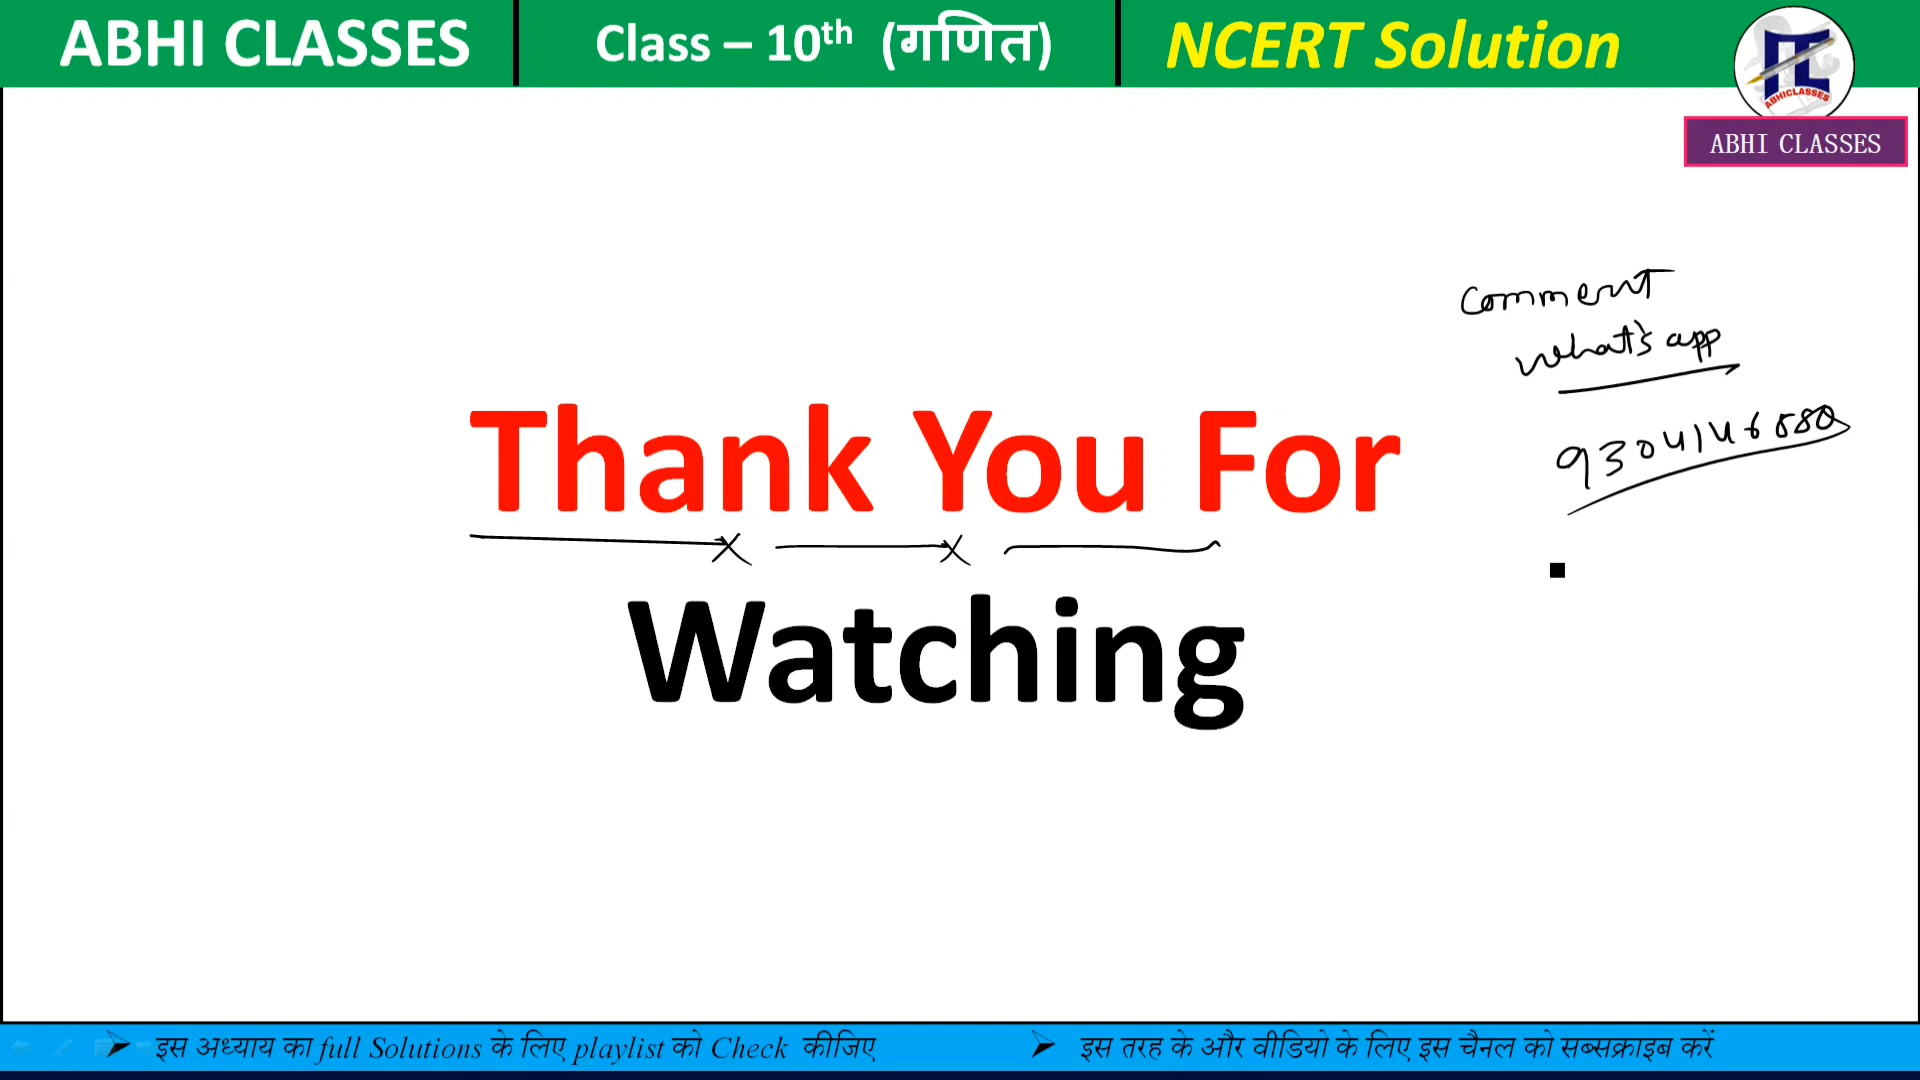 ABHI CLASSES
Class – 10th (गणित)
NCERT Solution
ABHICLASSES
ABHI CLASSES
comment
what's app
Thank You For
Watching
इस अध्याय का full Solutions के लिए playlist को Check कीजिए
इस तरह के और वीडियो के लिए इस चैनल को सब्सक्राइब करें